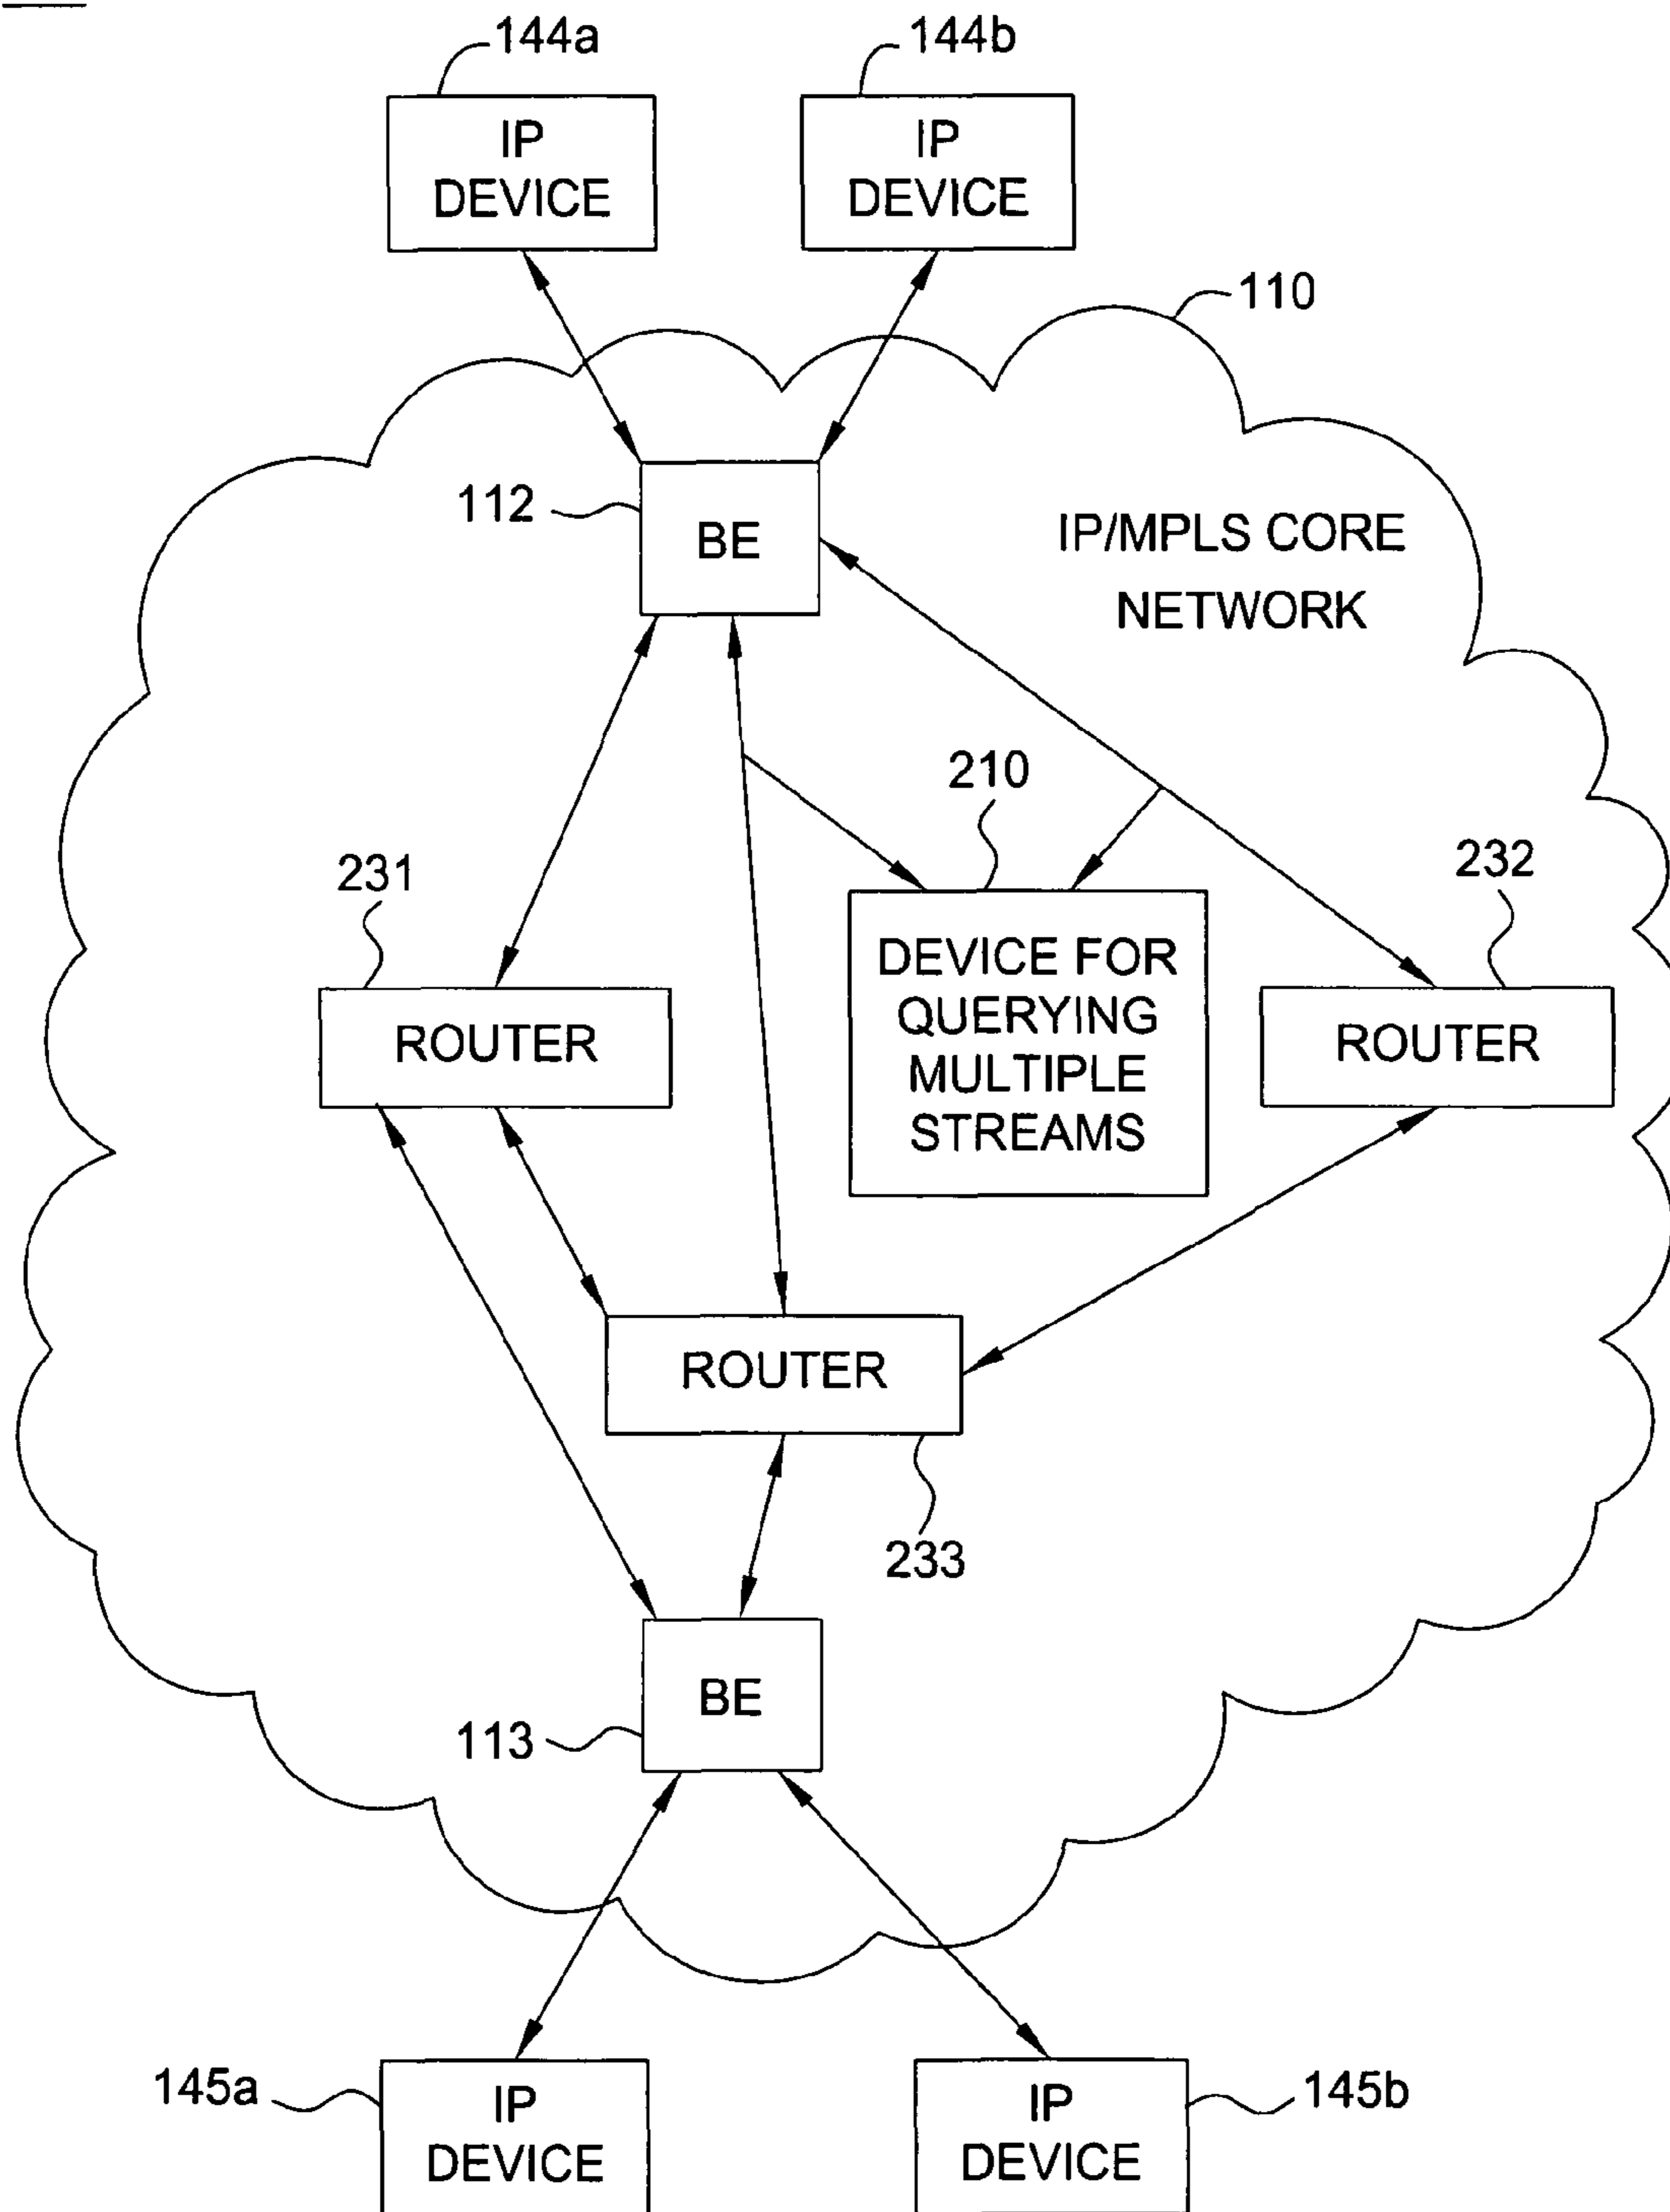 144a
144b
IP
DEVICE
IP
DEVICE
110
112
BE
IP/MPLS CORE
NETWORK
210
231
232
DEVICE FOR
QUERYING
MULTIPLE
STREAMS
ROUTER
ROUTER
ROUTER
233
BE
113
145a
IP
DEVICE
IP
DEVICE
145b